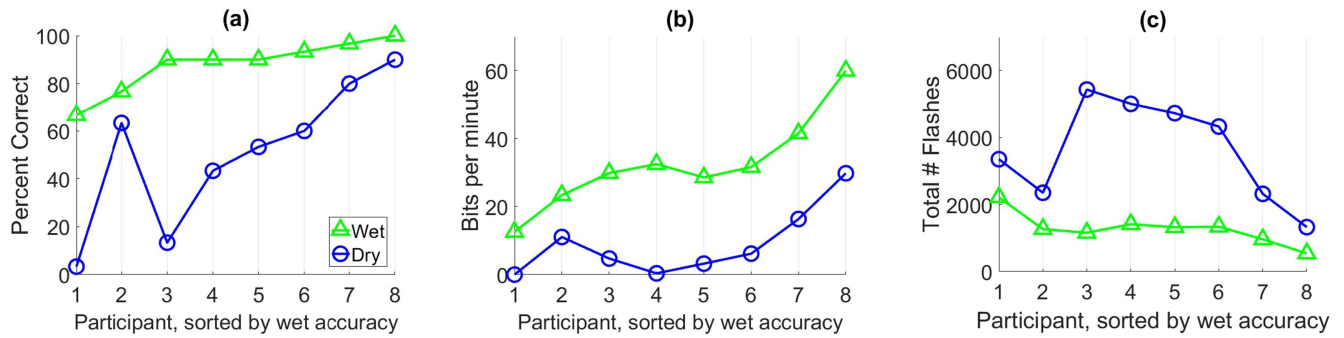 (a)
Percent Correct
100
80
60
40
20
0
Wet
Dry
1 2 3 4 5 6 7 8
Participant, sorted by wet accuracy
(b)
Bits per minute
60
40
20
0
1 2 3 4 5 6 7 8
Participant, sorted by wet accuracy
(c)
Total # Flashes
6000
4000
2000
0
1 2 3 4 5 6 7 8
Participant, sorted by wet accuracy